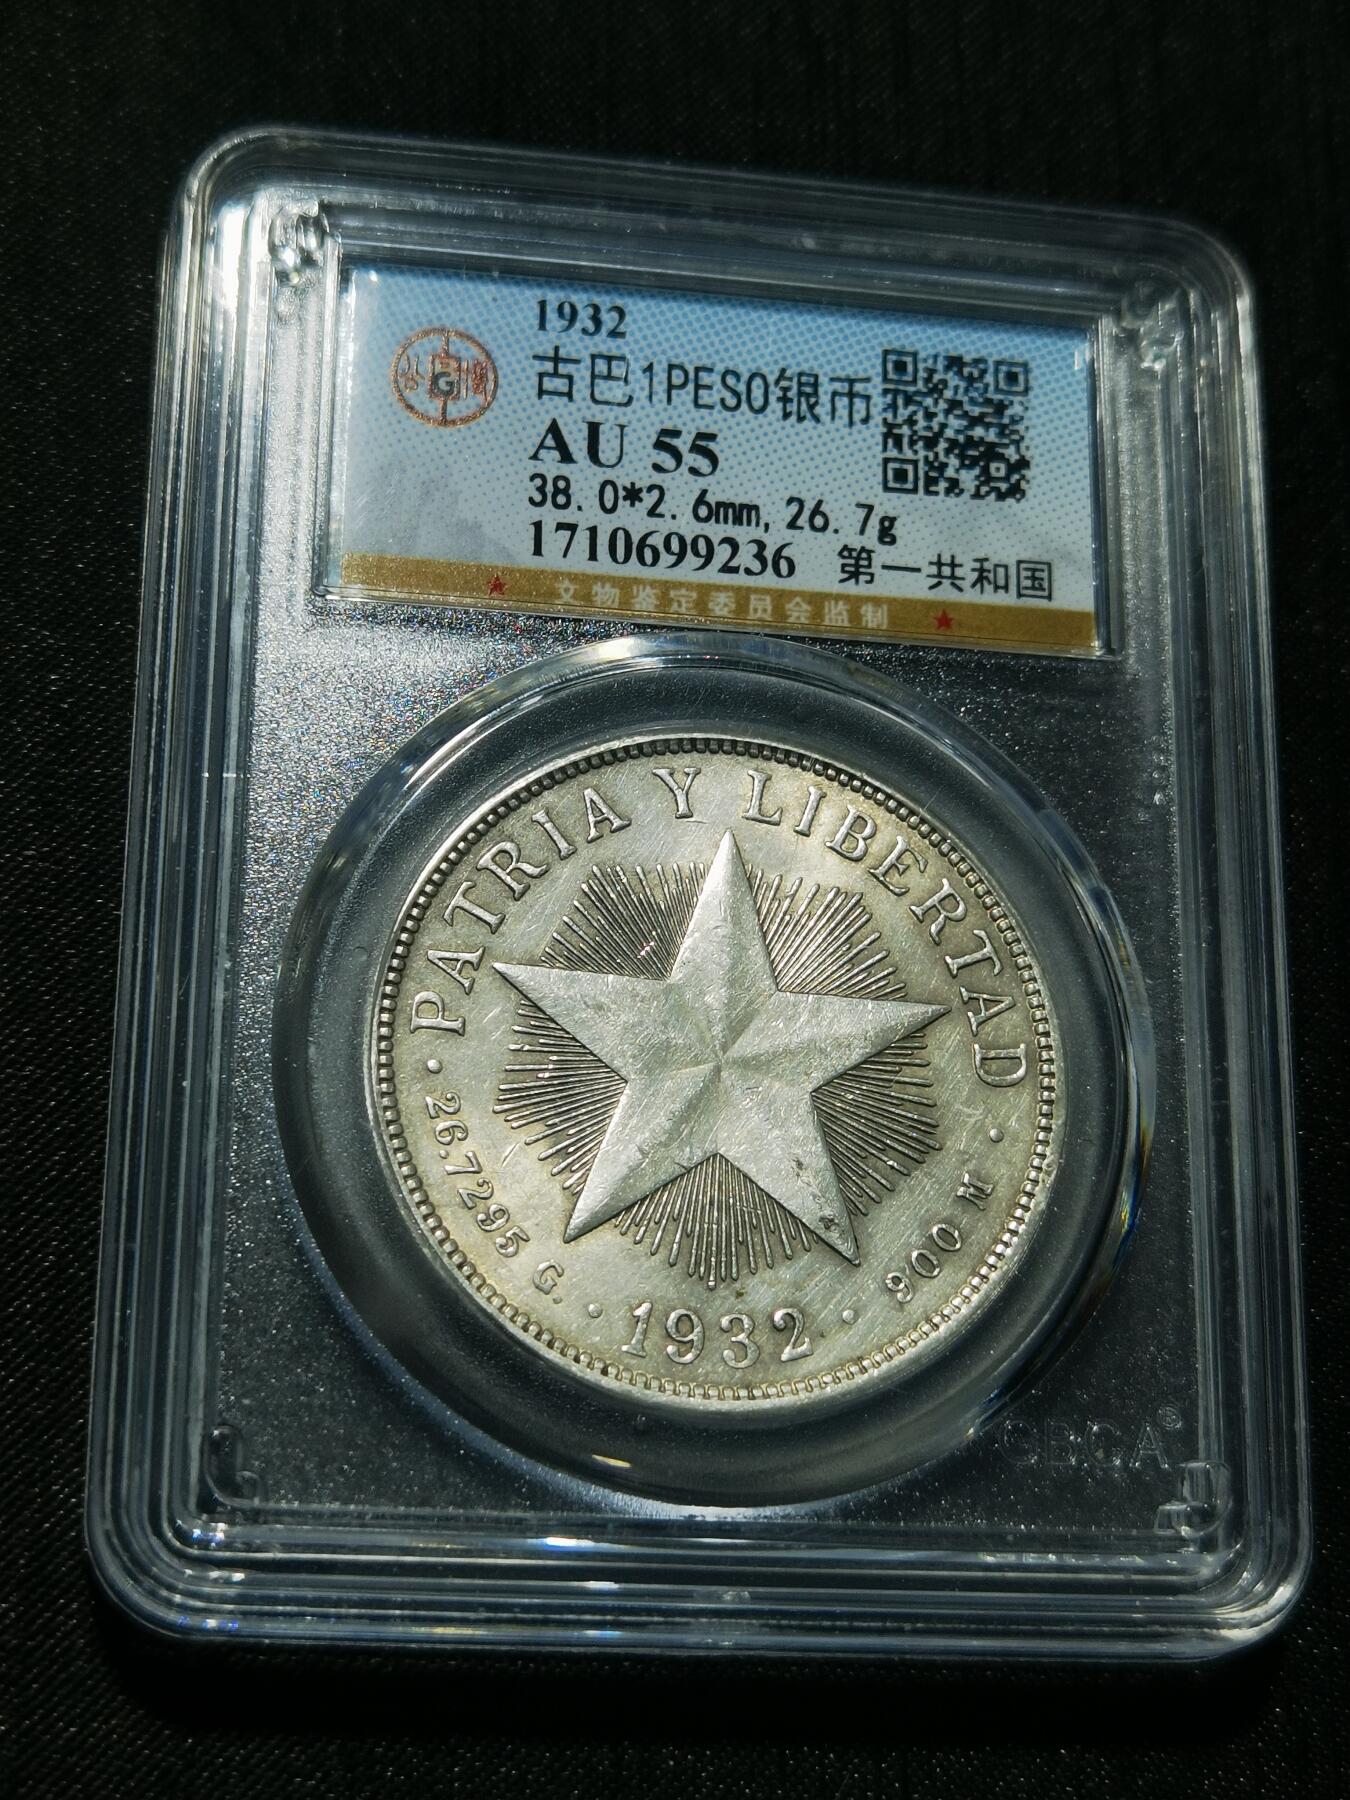 1932
古巴1PESO银币
AU 55
38.0*2.6mm,26.7g
1710699236 第一共和国
文物鉴定委员会监制
G
PATRIA Y LIBERTAD
26.7295 G.
1932
900 M
GBCA®